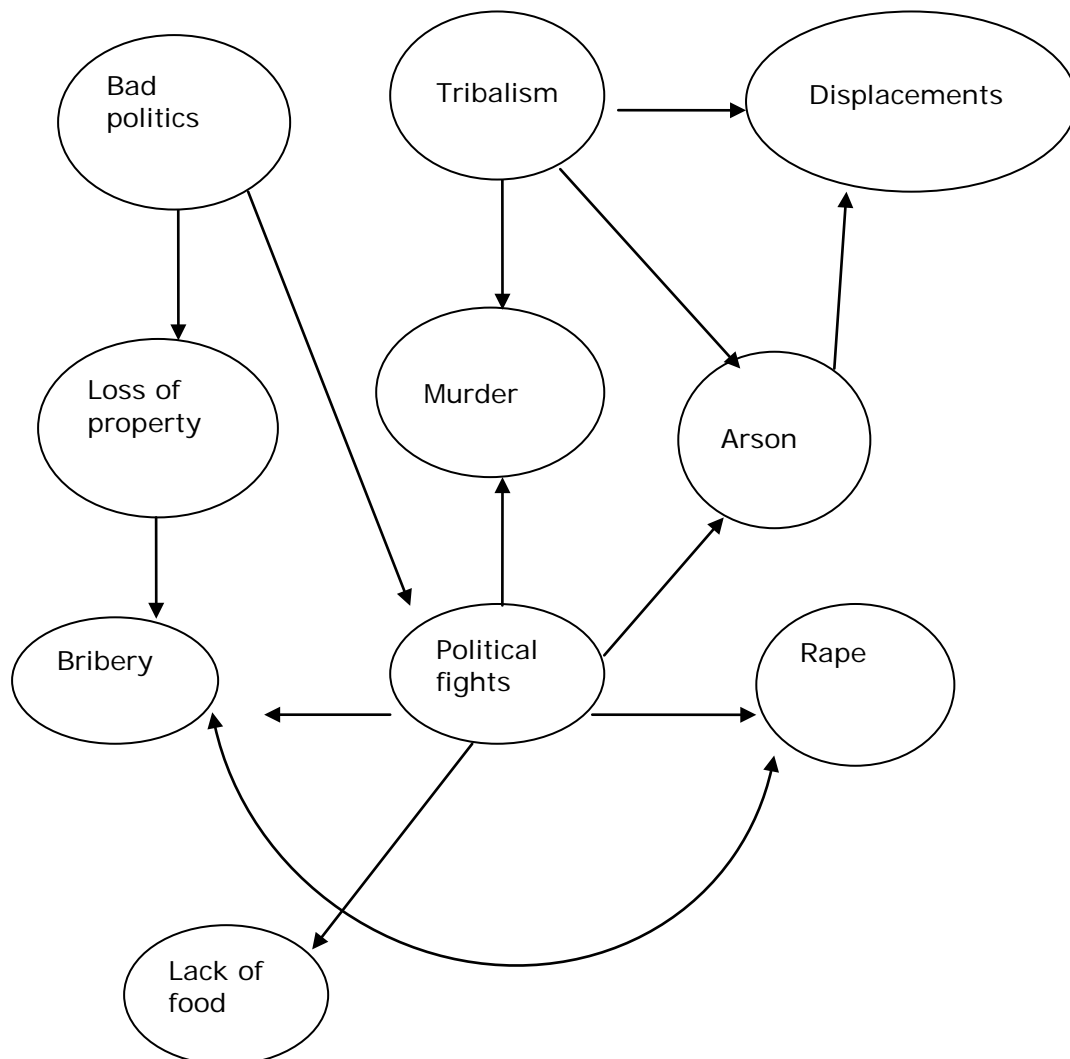 Bad
politics
Tribalism
Displacements
Loss of
property
Murder
Arson
Bribery
Political
fights
Rape
Lack of
food